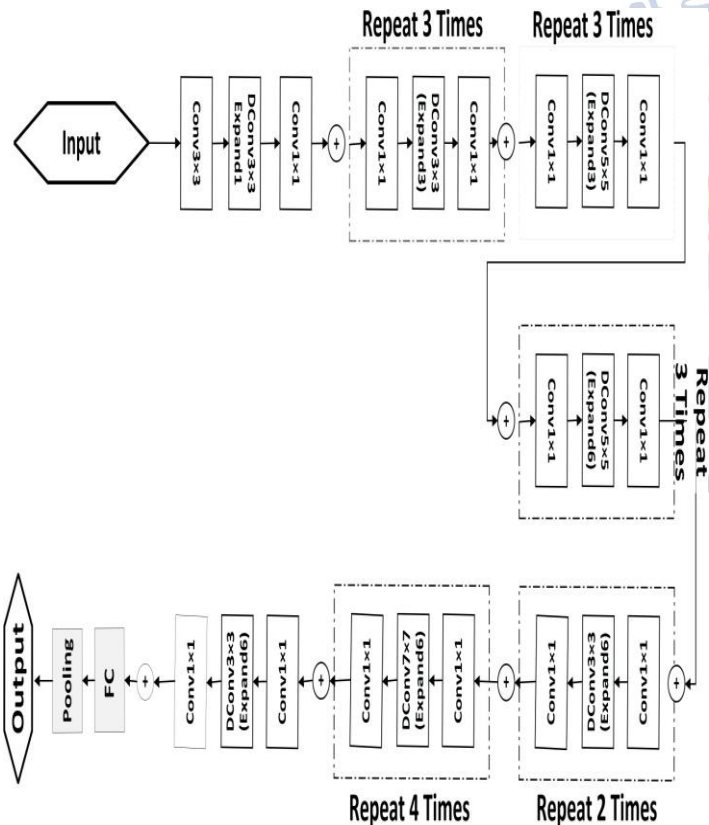 Repeat 3 Times
Repeat 3 Times
Input
Conv3×3
DConv3×3
Expand1
Conv1×1
+
Conv1×1
DConv3×3
(Expand3)
Conv1×1
+
Conv1×1
DConv5×5
(Expand3)
Conv1×1
+
Conv1×1
DConv5×5
(Expand6)
Conv1×1
Repeat
3 Times
+
Conv1×1
DConv3×3
(Expand6)
Conv1×1
+
Conv1×1
DConv7×7
(Expand6)
Conv1×1
+
Conv1×1
DConv3×3
(Expand6)
Conv1×1
+
FC
Pooling
Output
Repeat 4 Times
Repeat 2 Times